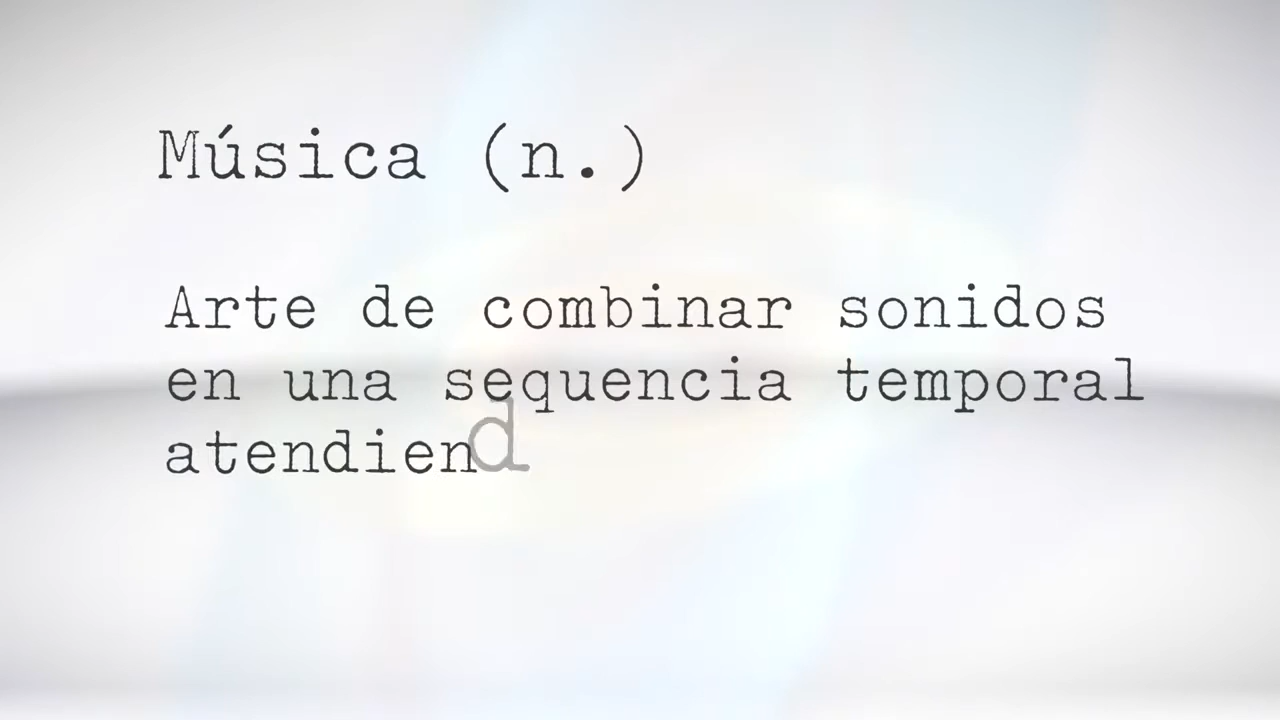 Música (n.)
Arte de combinar sonidos
en una sequencia temporal
atendiend